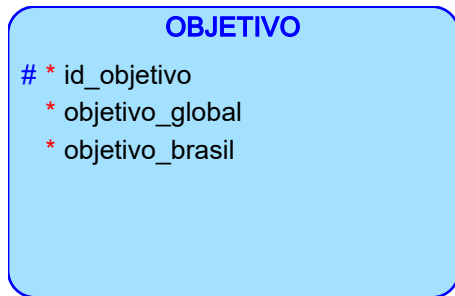 OBJETIVO
# * id_objetivo
* objetivo_global
* objetivo_brasil